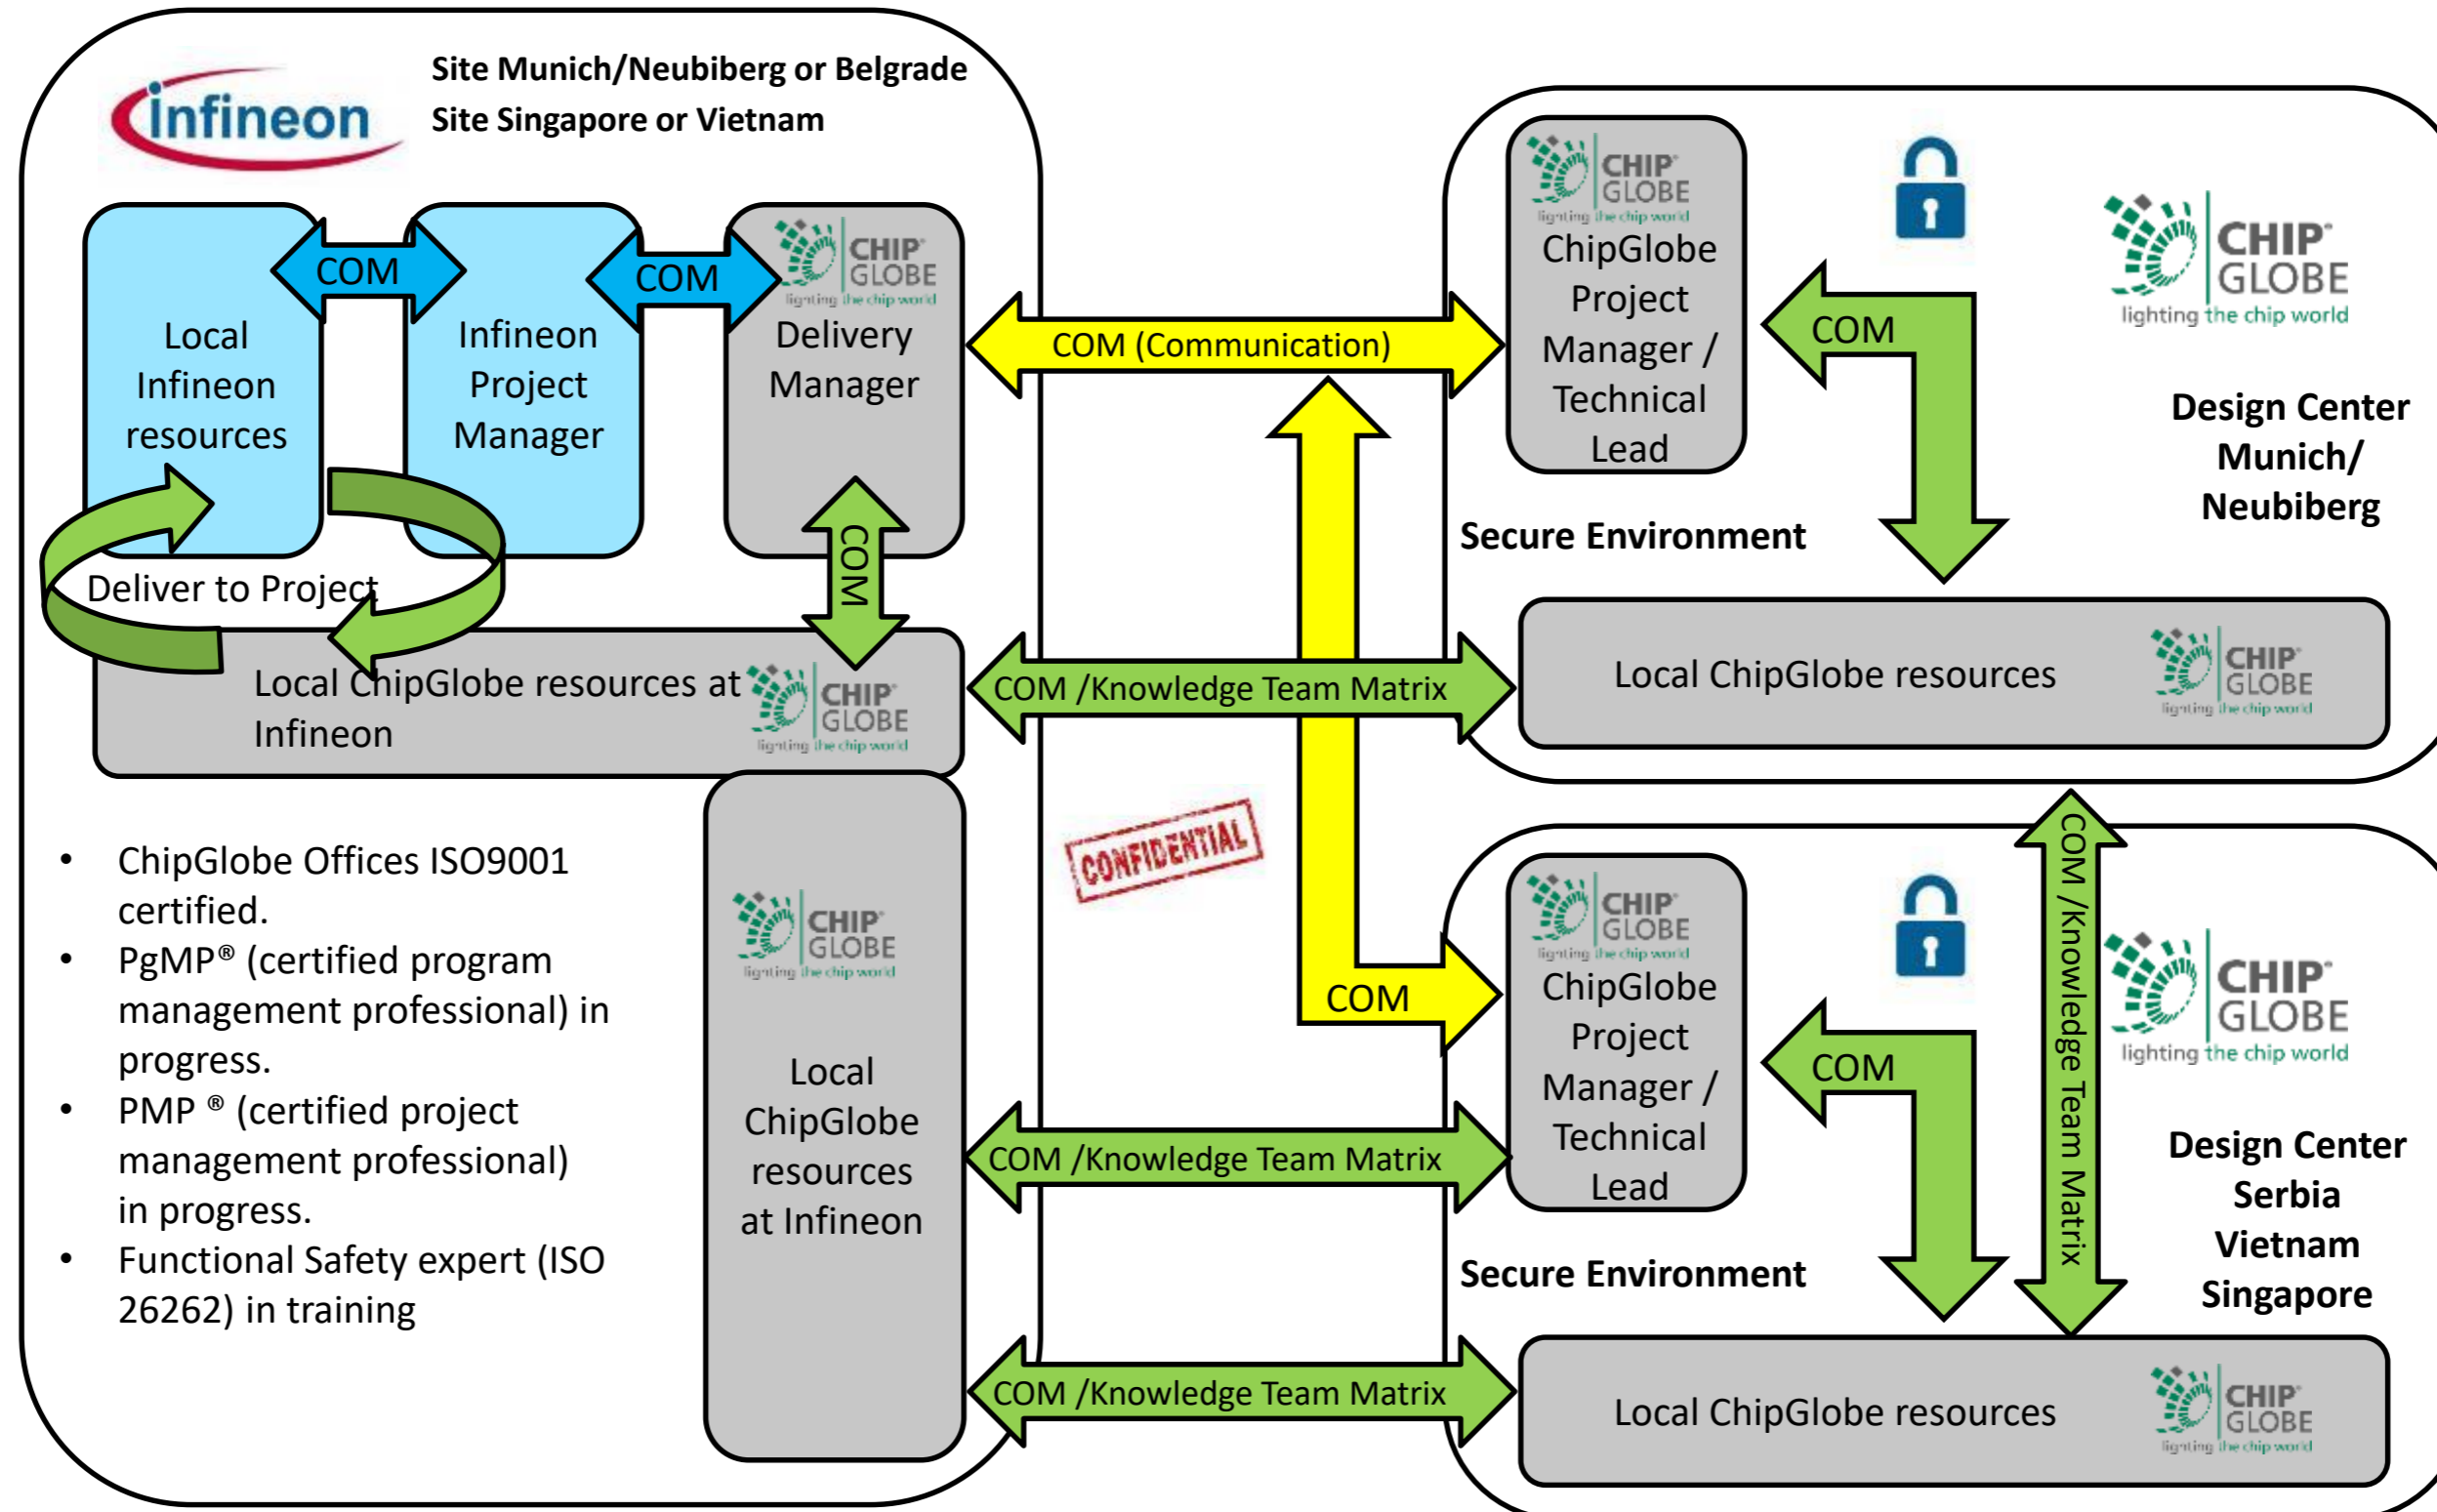 infineon
Site Munich/Neubiberg or Belgrade
Site Singapore or Vietnam
Local
Infineon
resources
COM
Infineon
Project
Manager
COM
CHIP
GLOBE
lighting the chip world
Delivery
Manager
COM
Deliver to Project
Local ChipGlobe resources at
Infineon
CHIP
GLOBE
lighting the chip world
• ChipGlobe Offices ISO9001
certified.
• PgMP® (certified program
management professional) in
progress.
• PMP ® (certified project
management professional)
in progress.
• Functional Safety expert (ISO
26262) in training
CHIP
GLOBE
lighting the chip world
Local
ChipGlobe
resources
at Infineon
COM (Communication)
COM /Knowledge Team Matrix
CONFIDENTIAL
COM
COM /Knowledge Team Matrix
COM /Knowledge Team Matrix
CHIP
GLOBE
lighting the chip world
ChipGlobe
Project
Manager /
Technical
Lead
COM
CHIP
GLOBE
lighting the chip world
Design Center
Munich/
Neubiberg
Secure Environment
Local ChipGlobe resources
CHIP
GLOBE
lighting the chip world
COM /Knowledge Team Matrix
CHIP
GLOBE
lighting the chip world
ChipGlobe
Project
Manager /
Technical
Lead
COM
CHIP
GLOBE
lighting the chip world
Design Center
Serbia
Vietnam
Singapore
Secure Environment
Local ChipGlobe resources
CHIP
GLOBE
lighting the chip world